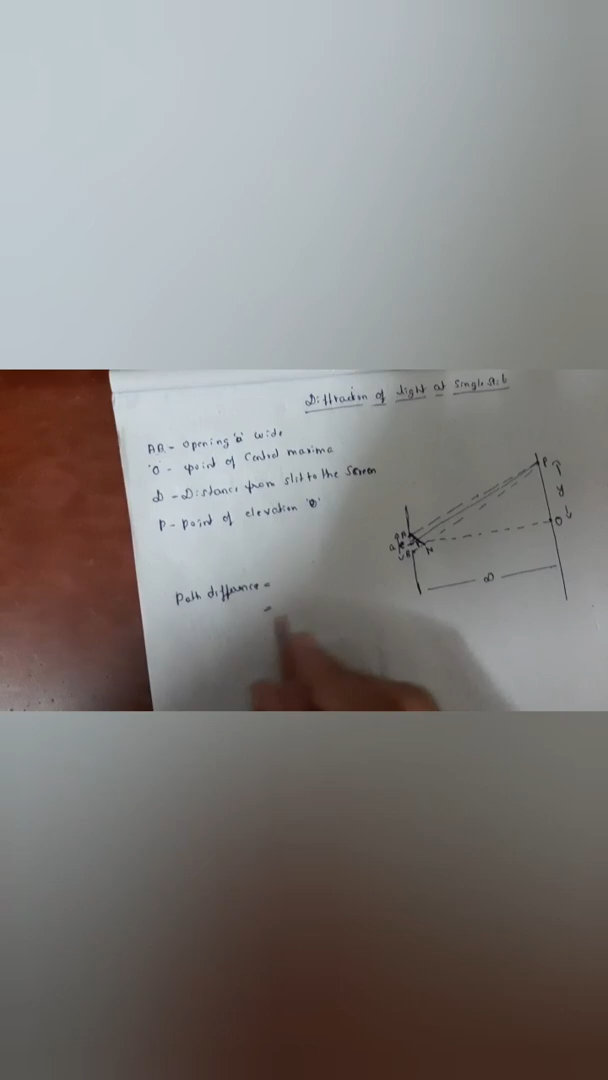 Diffraction of light at single slit
AB - opening 'a' wide
'O' - point of Central maxima
D - Distance from slit to the Screen
P - Point of elevation 'θ'
Path diffrance =
=
P
y
O
A
a
B
N
D